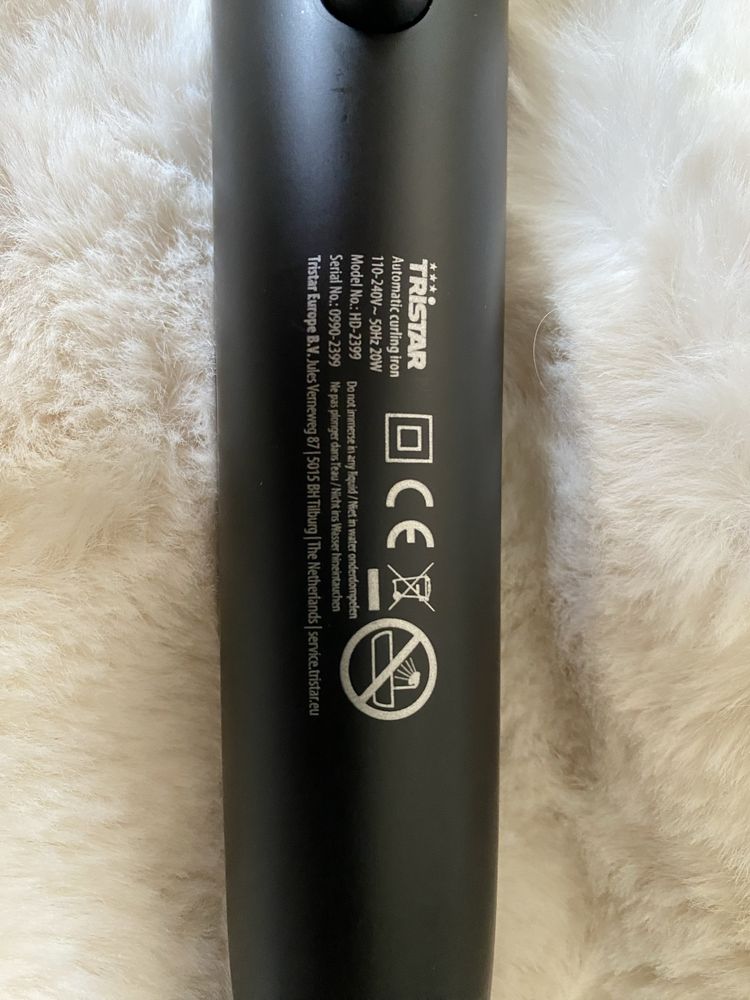 TRISTAR
Automatic curling iron
110-240V~ 50Hz 20W
Model No.: HD-2399
Serial No.: 0990-2399
Do not immerse in any liquid / Niet in water onderdompelen
Ne pas plonger dans l'eau / Nicht ins Wasser hineintauchen
Tristar Europe B.V. Jules Verneweg 87 | 5015 BH Tilburg | The Netherlands | service.tristar.eu
CE